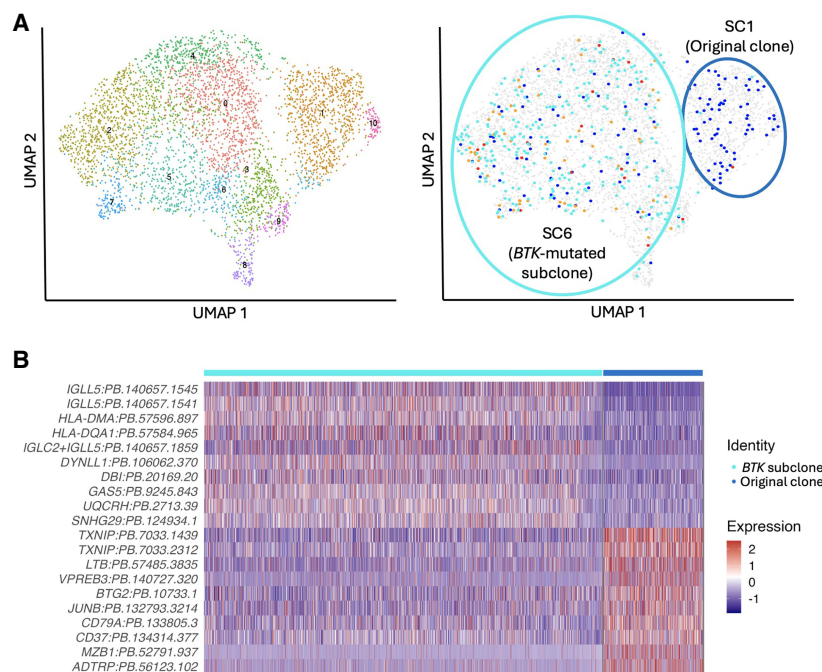 A
SC1
(Original clone)
4
0
1
10
2
3
5
6
7
9
8
SC6
(BTK-mutated
subclone)
UMAP 2
UMAP 1
UMAP 2
UMAP 1
B
IGLL5:PB.140657.1545
IGLL5:PB.140657.1541
HLA-DMA:PB.57596.897
HLA-DQA1:PB.57584.965
IGLC2+IGLL5:PB.140657.1859
DYNLL1:PB.106062.370
DBI:PB.20169.20
GAS5:PB.9245.843
UQCRH:PB.2713.39
SNHG29:PB.124934.1
TXNIP:PB.7033.1439
TXNIP:PB.7033.2312
LTB:PB.57485.3835
VPREB3:PB.140727.320
BTG2:PB.10733.1
JUNB:PB.132793.3214
CD79A:PB.133805.3
CD37:PB.134314.377
MZB1:PB.52791.937
ADTRP:PB.56123.102
Identity
BTK subclone
Original clone
Expression
2
1
0
-1